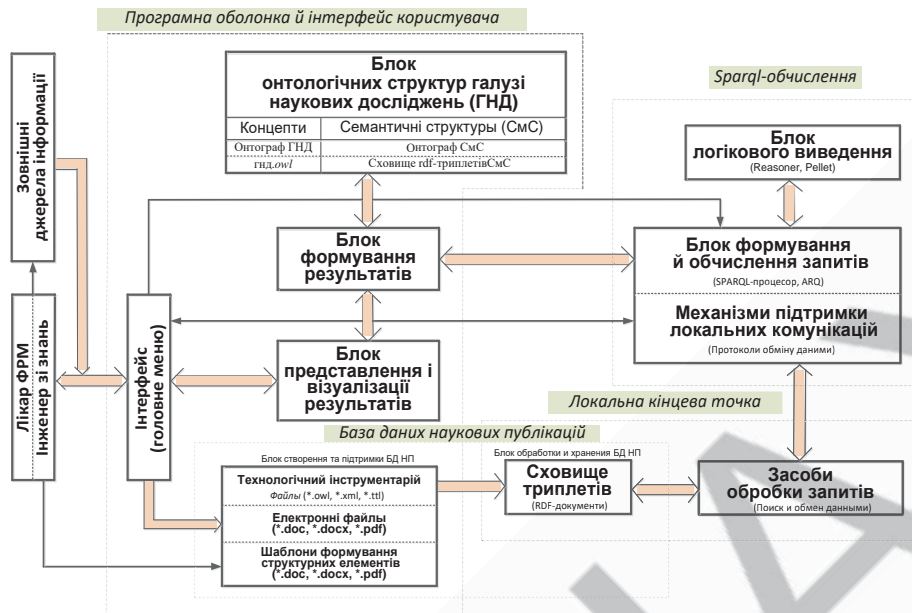 Програмна оболонка й інтерфейс користувача
Зовнішні
джерела інформації
Лікар ФРМ
Інженер зі знань
Інтерфейс
(головне меню)
Блок
онтологічних структур галузі
наукових досліджень (ГНД)
Концепти
Семантичні структуры (СмС)
Онтограф ГНД
Онтограф СмС
гнд.owl
Сховище rdf-триплетівСмС
Блок
формування
результатів
Блок
представлення і
візуалізації
результатів
Sparql-обчислення
Блок
логікового виведення
(Reasoner, Pellet)
Блок формування
й обчислення запитів
(SPARQL-процесор, ARQ)
Механізми підтримки
локальних комунікацій
(Протоколи обміну даними)
Локальна кінцева точка
База даних наукових публікацій
Блок створення та підтримки БД НП
Технологічний інструментарій
Файлы (*.owl, *.xml, *.ttl)
Електронні файлы
(*.doc, *.docx, *.pdf)
Шаблони формування
структурних елементів
(*.doc, *.docx, *.pdf)
Блок обработки и хранения БД НП
Сховище
триплетів
(RDF-документи)
Засоби
обробки запитів
(Поиск и обмен данными)